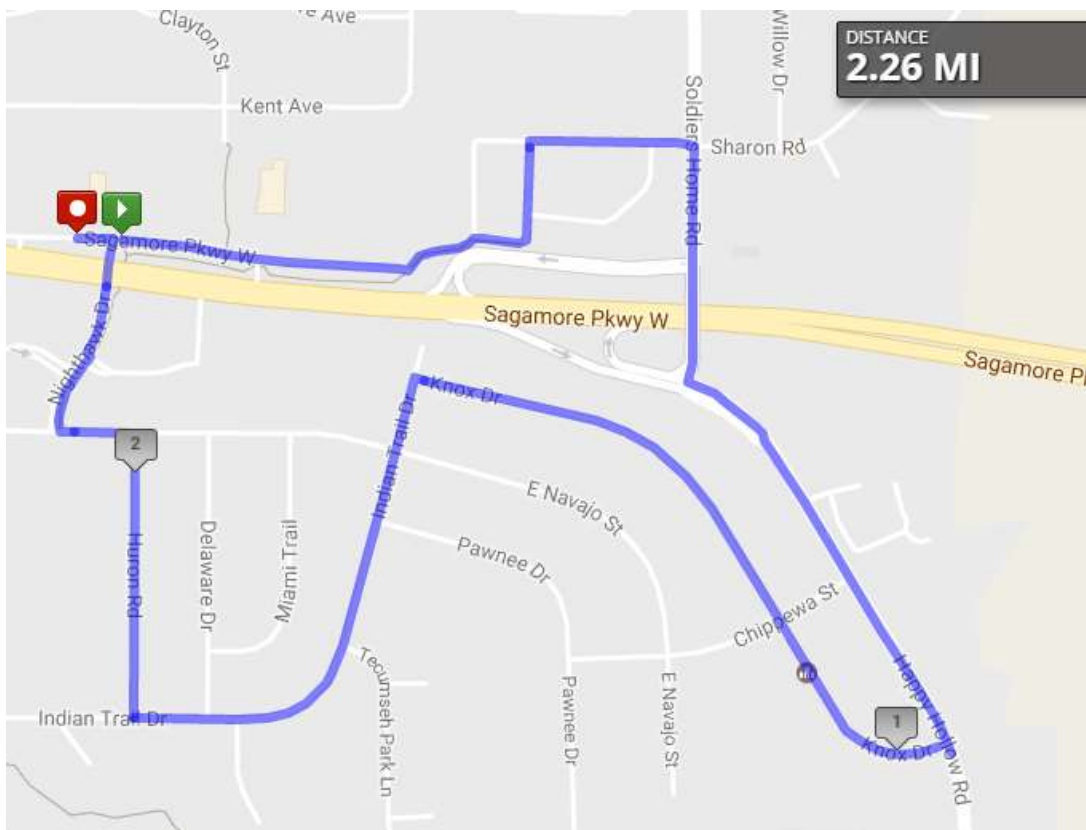 Clayton St
re Ave
Kent Ave
Willow Dr
DISTANCE
2.26 MI
Soldiers Home Rd
Sharon Rd
Sagamore Pkwy W
Sagamore Pkwy W
Sagamore Pl
Nighthawk Dr
Knox Dr
Indian Trail Dr
2
E Navajo St
Huron Rd
Delaware Dr
Miami Trail
Pawnee Dr
Chippewa St
Tecumseh Park Ln
Pawnee Dr
E Navajo St
Happy Hollow Rd
Indian Trail Dr
1
Knox Dr